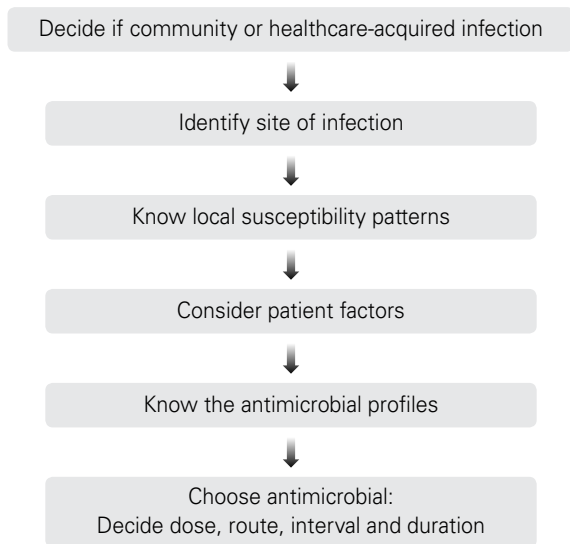 Decide if community or healthcare-acquired infection
Identify site of infection
Know local susceptibility patterns
Consider patient factors
Know the antimicrobial profiles
Choose antimicrobial:
Decide dose, route, interval and duration